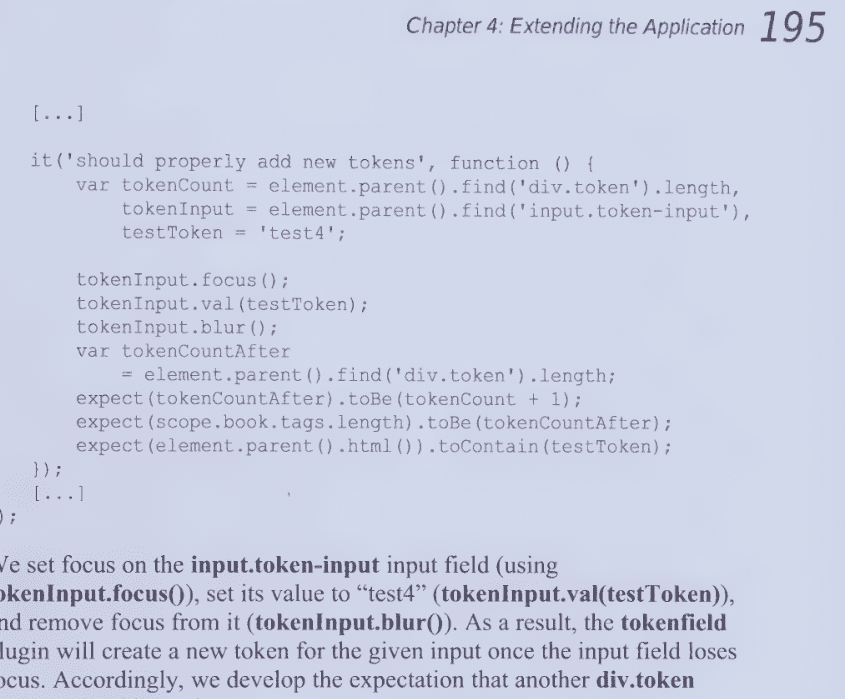 Chapter 4: Extending the Application 195
[...]
it('should properly add new tokens', function () {
var tokenCount = element.parent().find('div.token').length,
tokenInput = element.parent().find('input.token-input'),
testToken = 'test4';
tokenInput.focus();
tokenInput.val(testToken);
tokenInput.blur();
var tokenCountAfter
= element.parent().find('div.token').length;
expect(tokenCountAfter).toBe(tokenCount + 1);
expect(scope.book.tags.length).toBe(tokenCountAfter);
expect(element.parent().html()).toContain(testToken);
});
[...]
);
We set focus on the input.token-input input field (using
okenInput.focus()), set its value to “test4” (tokenInput.val(testToken)),
nd remove focus from it (tokenInput.blur()). As a result, the tokenfield
lugin will create a new token for the given input once the input field loses
ocus. Accordingly, we develop the expectation that another div.token